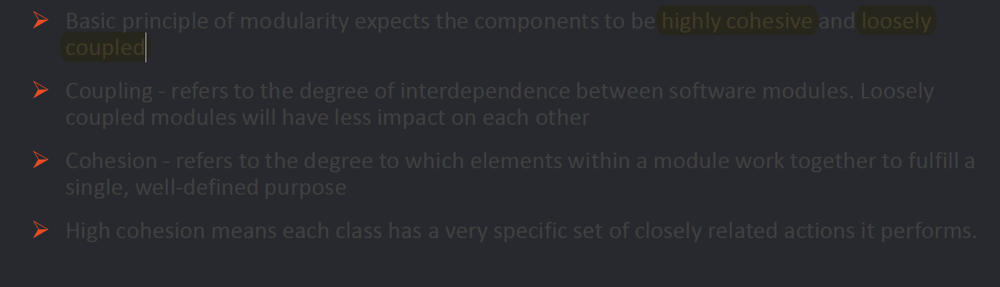 Basic principle of modularity expects the components to be highly cohesive and loosely
coupled
Coupling - refers to the degree of interdependence between software modules. Loosely
coupled modules will have less impact on each other
Cohesion - refers to the degree to which elements within a module work together to fulfill a
single, well-defined purpose
High cohesion means each class has a very specific set of closely related actions it performs.